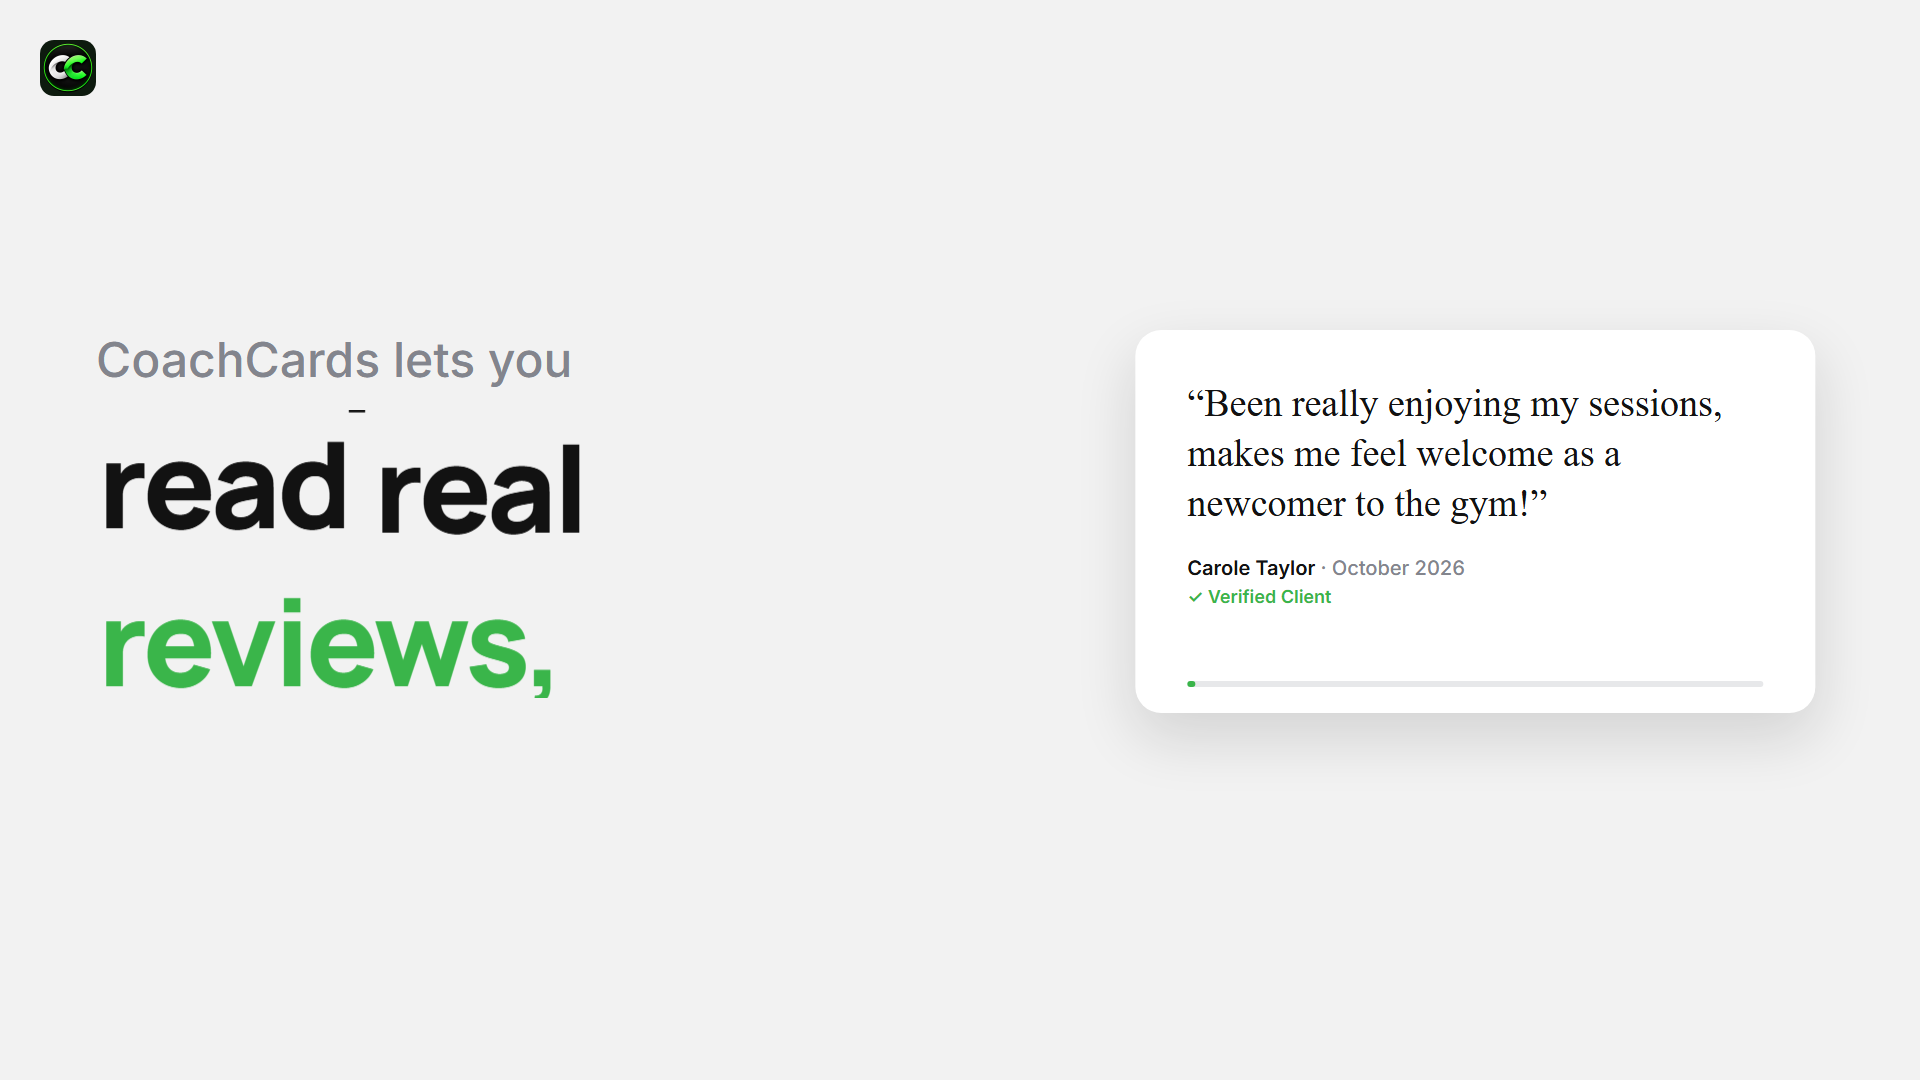 CC
CoachCards lets you
read real
reviews,
“Been really enjoying my sessions,
makes me feel welcome as a
newcomer to the gym!”
Carole Taylor · October 2026
✓ Verified Client